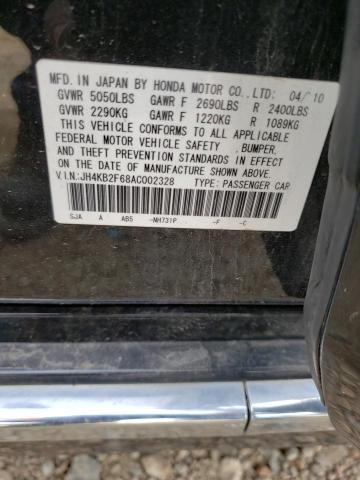 MFD. IN JAPAN BY HONDA MOTOR CO.,LTD: 04/'10
GVWR 5050LBS GAWR F 2690LBS R 2400LBS
GVWR 2290KG GAWR F 1220KG R 1089KG
THIS VEHICLE CONFORMS TO ALL APPLICABLE
FEDERAL MOTOR VEHICLE SAFETY ,BUMPER,
AND THEFT PREVENTION STANDARDS IN EFFECT
ON THE DATE OF MANUFACTURE SHOWN ABOVE.
V.I.N:JH4KB2F68AC002328 TYPE: PASSENGER CAR
SJA A AB5 -NH731P -F -C